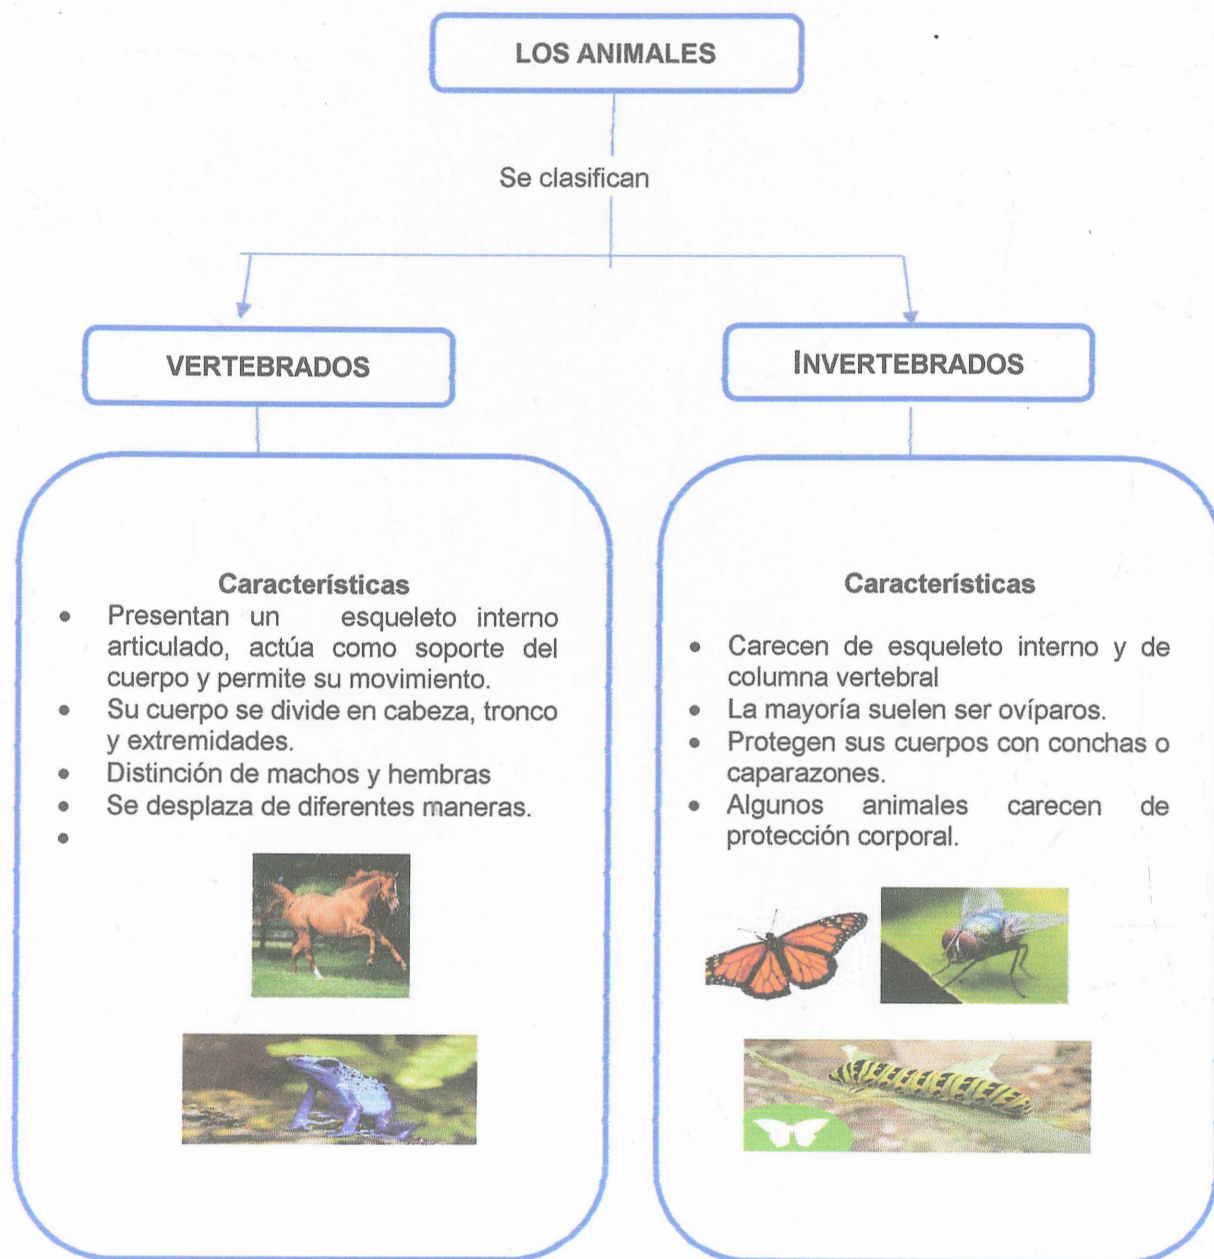 LOS ANIMALES
Se clasifican
VERTEBRADOS
Características
• Presentan un esqueleto interno
articulado, actúa como soporte del
cuerpo y permite su movimiento.
• Su cuerpo se divide en cabeza, tronco
y extremidades.
• Distinción de machos y hembras
• Se desplaza de diferentes maneras.
•
INVERTEBRADOS
Características
• Carecen de esqueleto interno y de
columna vertebral
• La mayoría suelen ser ovíparos.
• Protegen sus cuerpos con conchas o
caparazones.
• Algunos animales carecen de
protección corporal.